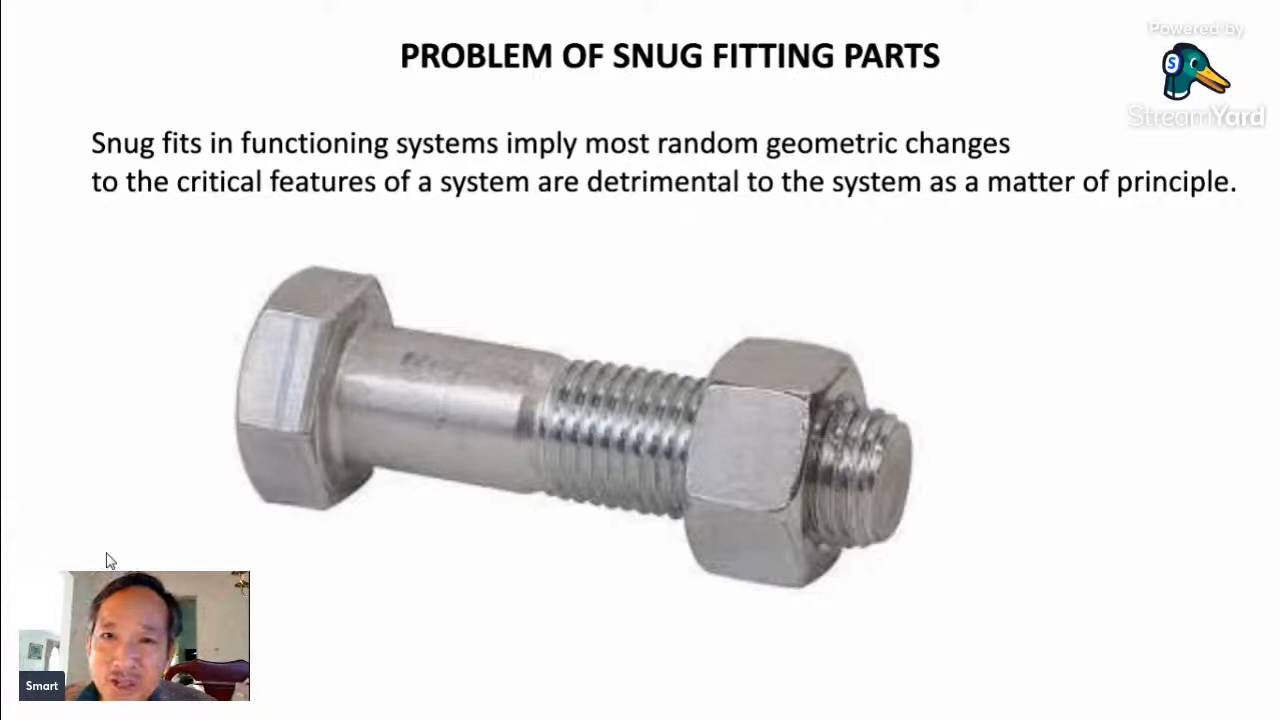 Powered by
PROBLEM OF SNUG FITTING PARTS
S
StreamYard
Snug fits in functioning systems imply most random geometric changes
to the critical features of a system are detrimental to the system as a matter of principle.
Smart